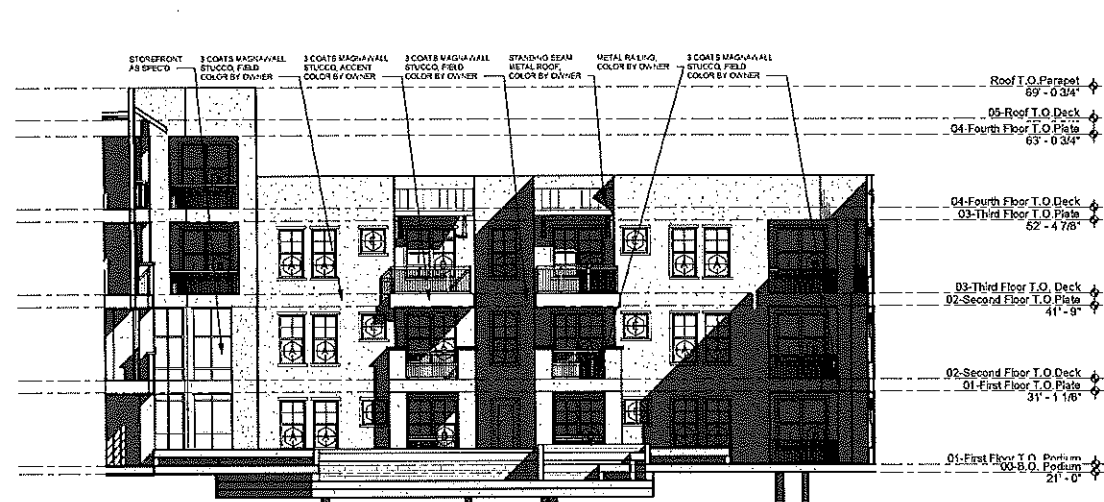 STOREFRONT
AS SPEC'D
3 COATS MAGNAWALL
STUCCO, FIELD
COLOR BY OWNER
3 COATS MAGNAWALL
STUCCO, ACCENT
COLOR BY OWNER
3 COATS MAGNAWALL
STUCCO, FIELD
COLOR BY OWNER
STANDING SEAM
METAL ROOF,
COLOR BY OWNER
METAL RAILING,
COLOR BY OWNER
3 COATS MAGNAWALL
STUCCO, FIELD
COLOR BY OWNER
Roof T.O.Parapet
69' - 0 3/4"
05-Roof T.O.Deck
04-Fourth Floor T.O.Plate
63' - 0 3/4"
04-Fourth Floor T.O.Deck
03-Third Floor T.O.Plate
52' - 4 7/8"
03-Third Floor T.O. Deck
02-Second Floor T.O.Plate
41' - 9"
02-Second Floor T.O.Deck
01-First Floor T.O.Plate
31' - 1 1/8"
01-First Floor T.O. Podium
00-B.O. Podium
21' - 0"